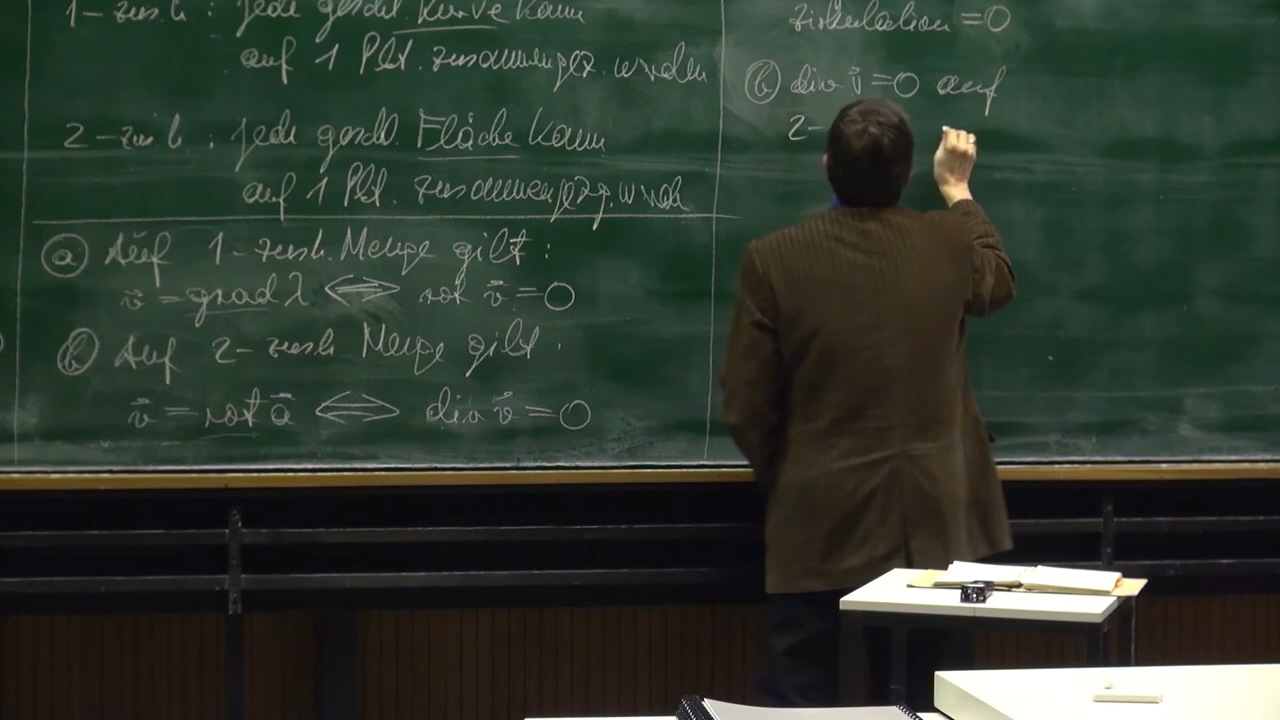 1-zush.: jede geschl. Kurve kann
auf 1 Pkt. zusammengez. werden
2-zush.: jede geschl. Fläche kann
auf 1 Pkt. zusammengezg. werden
ⓐ Auf 1-zush. Menge gilt:
v⃗ = grad λ ⟺ rot v⃗ = 0
ⓑ Auf 2-zush Menge gilt.
v⃗ = rot a⃗ ⟺ div v⃗ = 0
zirkulation = 0
ⓑ div v⃗ = 0 auf
2-